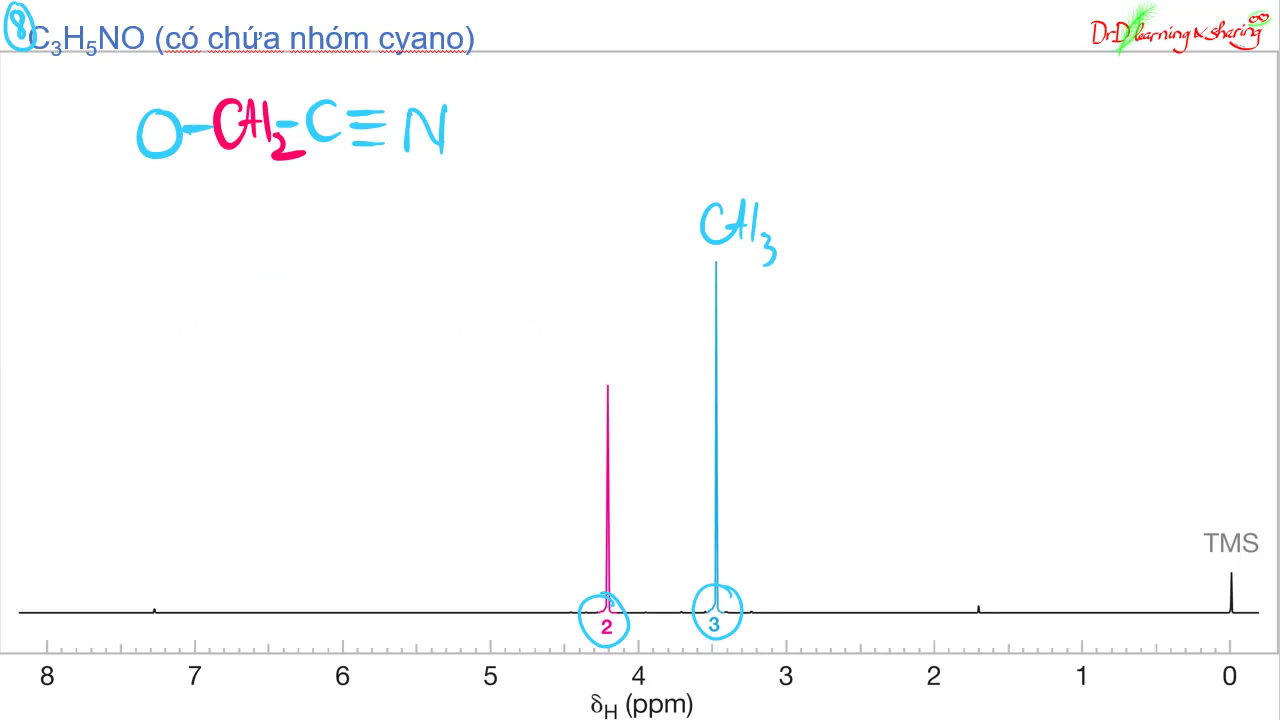 8
C₃H₅NO (có chứa nhóm cyano)
DrD learning & sharing
O-CH₂-C≡N
CH₃
TMS
2 3
8 7 6 5 4 3 2 1 0
δH (ppm)